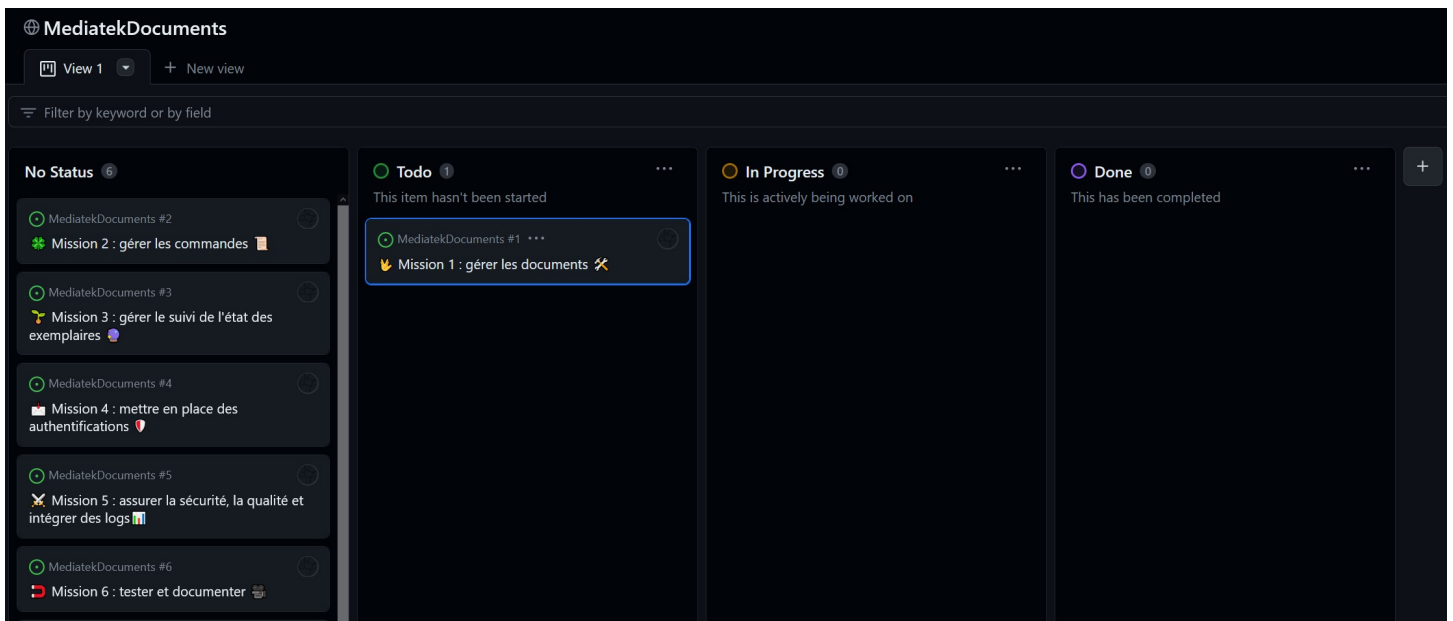 MediatekDocuments
View 1
New view
Filter by keyword or by field
No Status 6
MediatekDocuments #2
🍀 Mission 2 : gérer les commandes 📜
MediatekDocuments #3
🌱 Mission 3 : gérer le suivi de l'état des
exemplaires 🔮
MediatekDocuments #4
📩 Mission 4 : mettre en place des
authentifications 🛡️
MediatekDocuments #5
⚔️ Mission 5 : assurer la sécurité, la qualité et
intégrer des logs📊
MediatekDocuments #6
🧲 Mission 6 : tester et documenter 🎥
Todo 1
This item hasn't been started
MediatekDocuments #1 ···
🖖 Mission 1 : gérer les documents 🛠️
In Progress 0
This is actively being worked on
Done 0
This has been completed